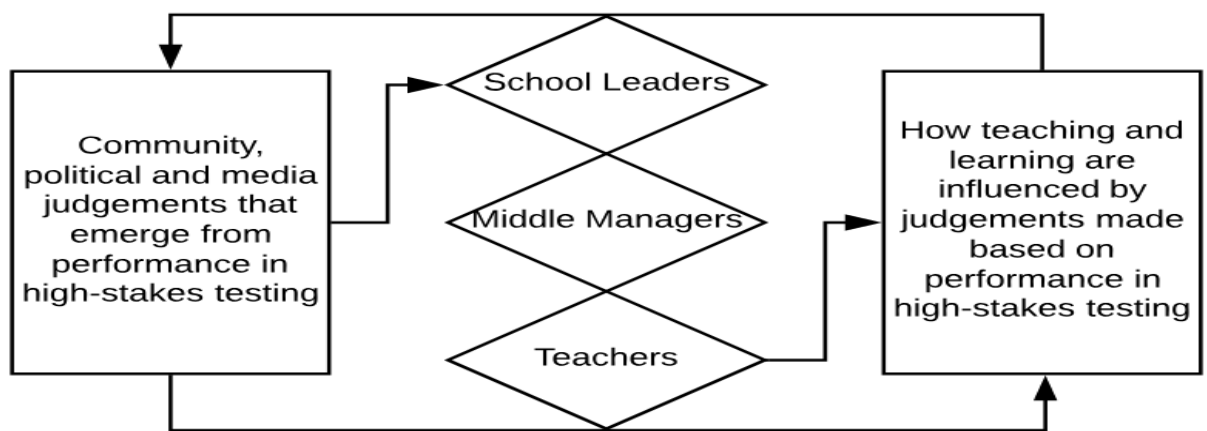 Community,
political and media
judgements that
emerge from
performance in
high-stakes testing
School Leaders
Middle Managers
Teachers
How teaching and
learning are
influenced by
judgements made
based on
performance in
high-stakes testing